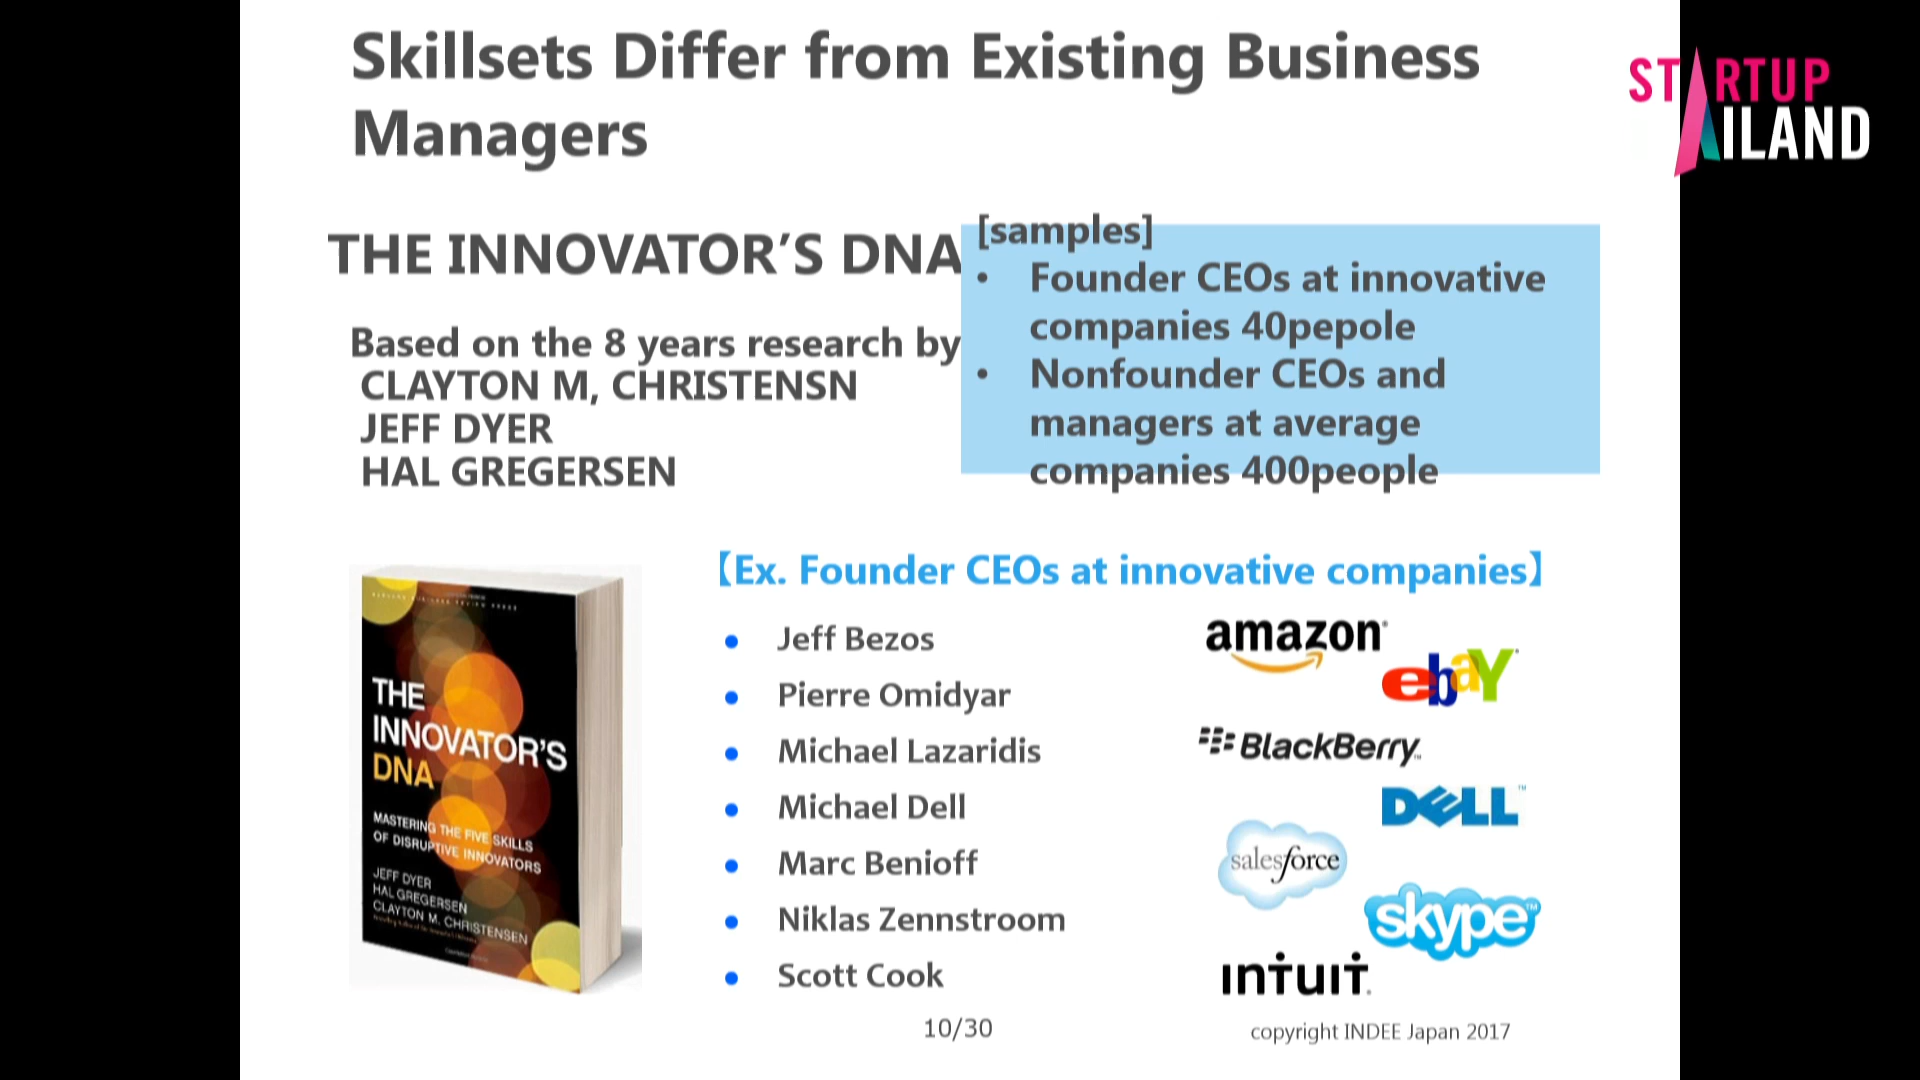 Skillsets Differ from Existing Business
Managers
STARTUP
AILAND
THE INNOVATOR’S DNA
[samples]
• Founder CEOs at innovative
companies 40pepole
• Nonfounder CEOs and
managers at average
companies 400people
Based on the 8 years research by
CLAYTON M, CHRISTENSN
JEFF DYER
HAL GREGERSEN
THE
INNOVATOR'S
DNA
MASTERING THE FIVE SKILLS
OF DISRUPTIVE INNOVATORS
JEFF DYER
HAL GREGERSEN
CLAYTON M. CHRISTENSEN
【Ex. Founder CEOs at innovative companies】
• Jeff Bezos
• Pierre Omidyar
• Michael Lazaridis
• Michael Dell
• Marc Benioff
• Niklas Zennstroom
• Scott Cook
amazon
ebaY
BlackBerry
DELL
salesforce
skype
intuit
10/30
copyright INDEE Japan 2017